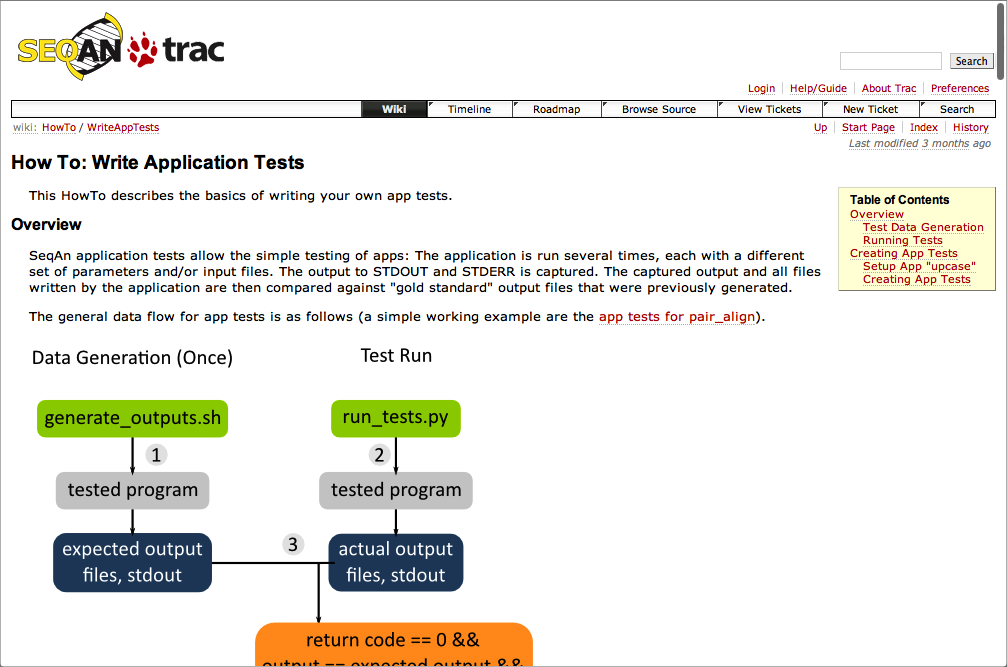 SEQAN trac
Search
Login Help/Guide About Trac Preferences
Wiki Timeline Roadmap Browse Source View Tickets New Ticket Search
wiki: HowTo / WriteAppTests
Up Start Page Index History
Last modified 3 months ago
How To: Write Application Tests
This HowTo describes the basics of writing your own app tests.
Table of Contents
Overview
Test Data Generation
Running Tests
Creating App Tests
Setup App "upcase"
Creating App Tests
Overview
SeqAn application tests allow the simple testing of apps: The application is run several times, each with a different
set of parameters and/or input files. The output to STDOUT and STDERR is captured. The captured output and all files
written by the application are then compared against "gold standard" output files that were previously generated.
The general data flow for app tests is as follows (a simple working example are the app tests for pair_align).
Data Generation (Once)
Test Run
generate_outputs.sh
run_tests.py
1
2
tested program
tested program
expected output
files, stdout
3
actual output
files, stdout
return code == 0 &&
output == expected output &&